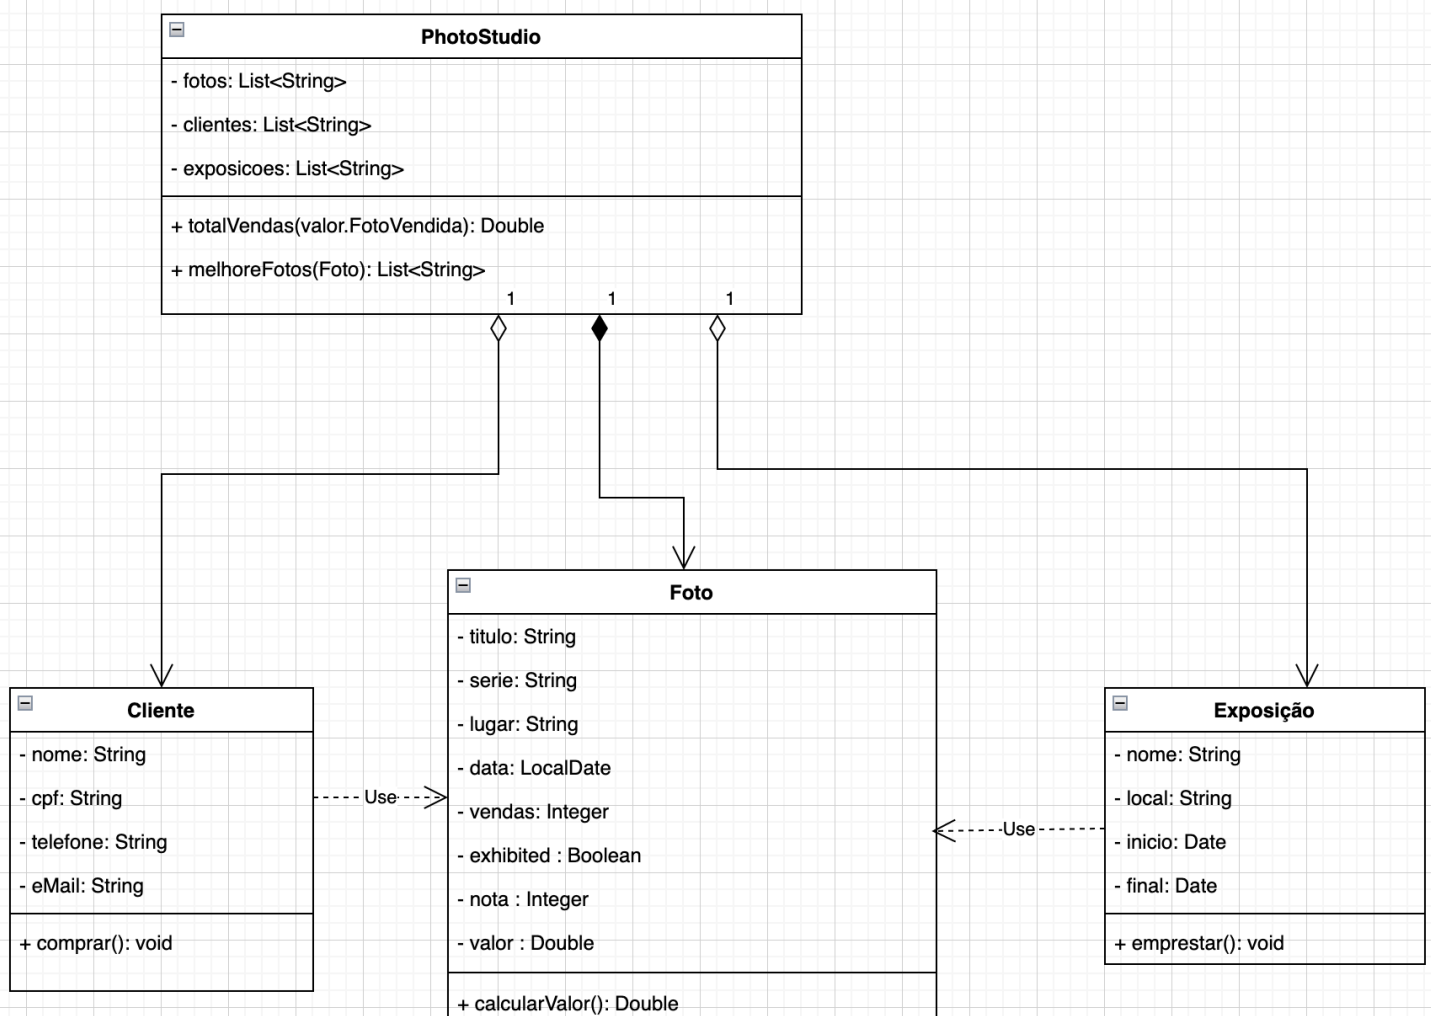 PhotoStudio
- fotos: List<String>
- clientes: List<String>
- exposicoes: List<String>
+ totalVendas(valor.FotoVendida): Double
+ melhoreFotos(Foto): List<String>
1
1
1
Foto
- titulo: String
- serie: String
- lugar: String
- data: LocalDate
- vendas: Integer
- exhibited : Boolean
- nota : Integer
- valor : Double
+ calcularValor(): Double
Cliente
- nome: String
- cpf: String
- telefone: String
- eMail: String
+ comprar(): void
Use
Exposição
- nome: String
- local: String
- inicio: Date
- final: Date
+ emprestar(): void
Use